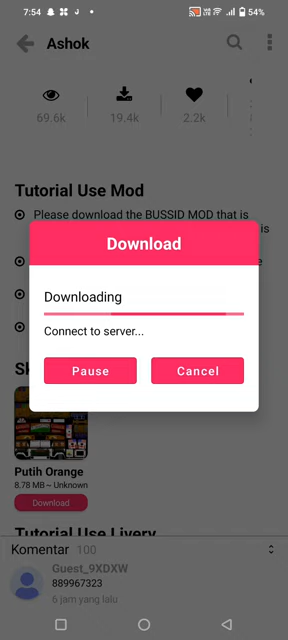 7:54
54%
Ashok
69.6k
19.4k
2.2k
Tutorial Use Mod
Please download the BUSSID MOD that is
is
e
Download
Downloading
Connect to server...
Pause
Cancel
Sk
Putih Orange
8.78 MB~ Unknown
Download
Tutorial Use Livery
Komentar 100
Guest_9XDXW
889967323
6 jam yang lalu